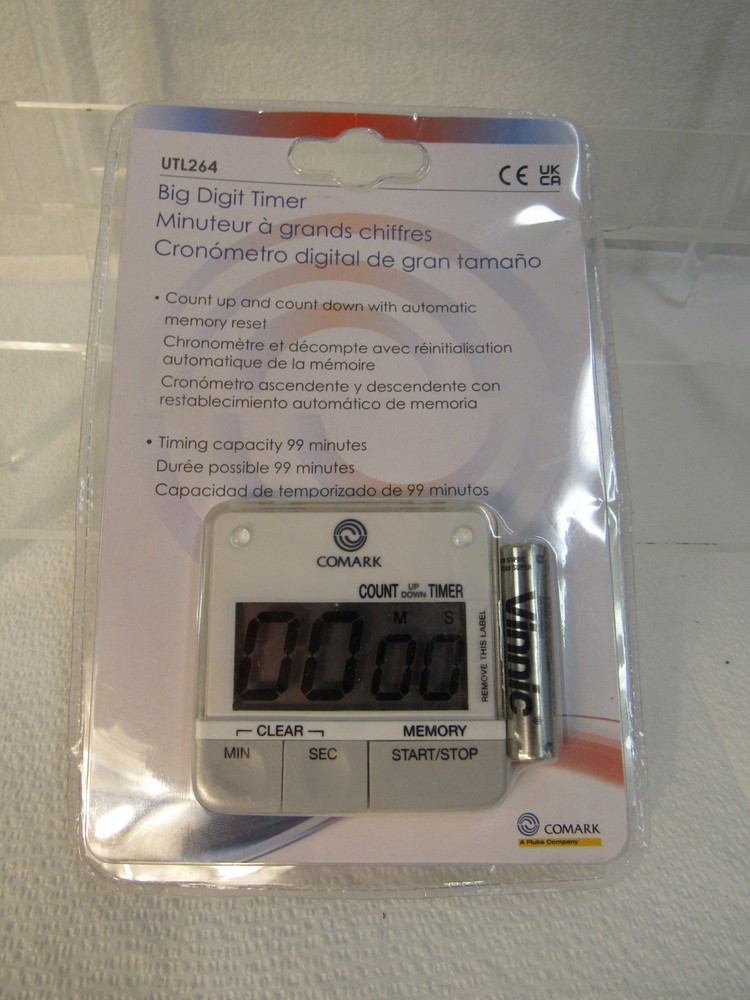 UTL264
CE UK
CA
Big Digit Timer
Minuteur à grands chiffres
Cronómetro digital de gran tamaño
• Count up and count down with automatic
memory reset
Chronomètre et décompte avec réinitialisation
automatique de la mémoire
Cronómetro ascendente y descendente con
restablecimiento automático de memoria
• Timing capacity 99 minutes
Durée possible 99 minutes
Capacidad de temporizado de 99 minutos
COMARK
COUNT UP DOWN TIMER
M S
00 00
REMOVE THIS LABEL
Vinnic®
CLEAR MEMORY
MIN SEC START/STOP
COMARK
A Fluke Company